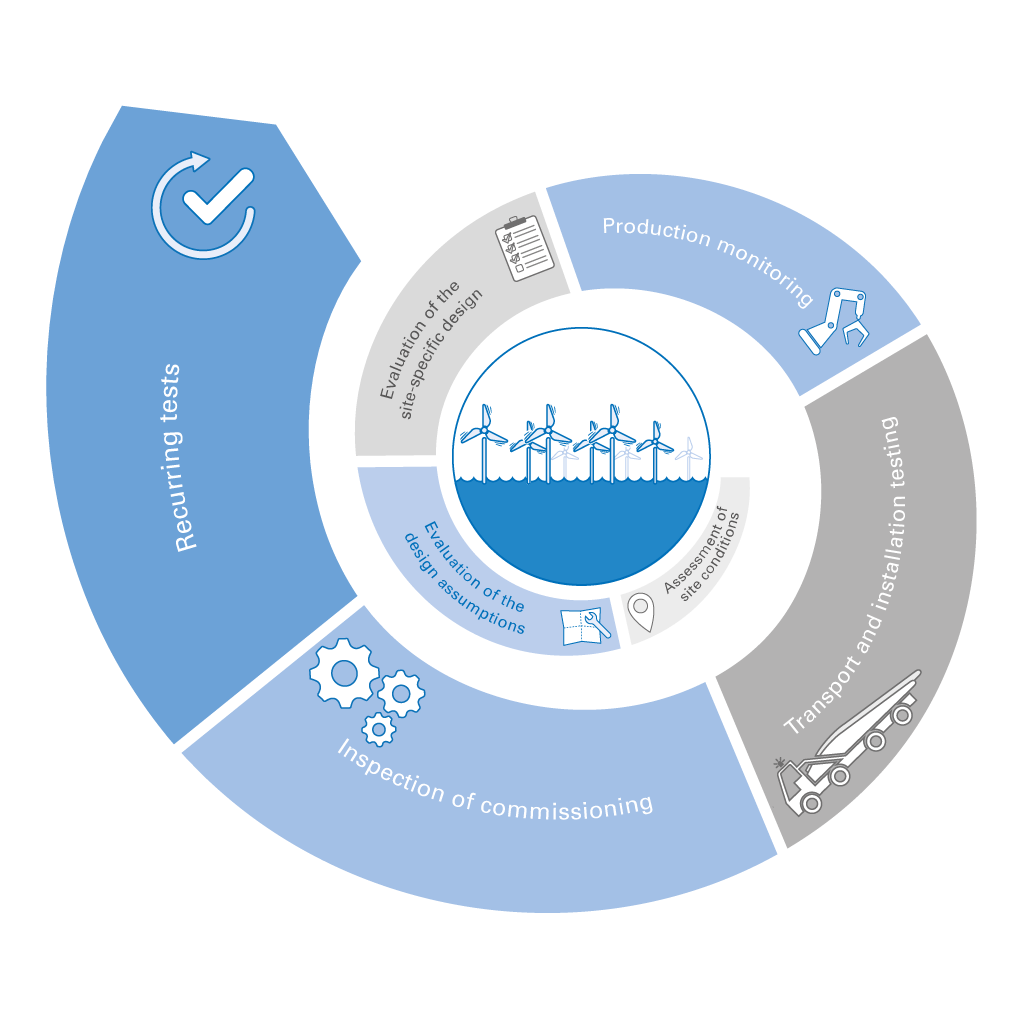 Assessment of
site conditions
Evaluation of the
design assumptions
Evaluation of the
site-specific design
Production monitoring
Transport and installation testing
Inspection of commissioning
Recurring tests